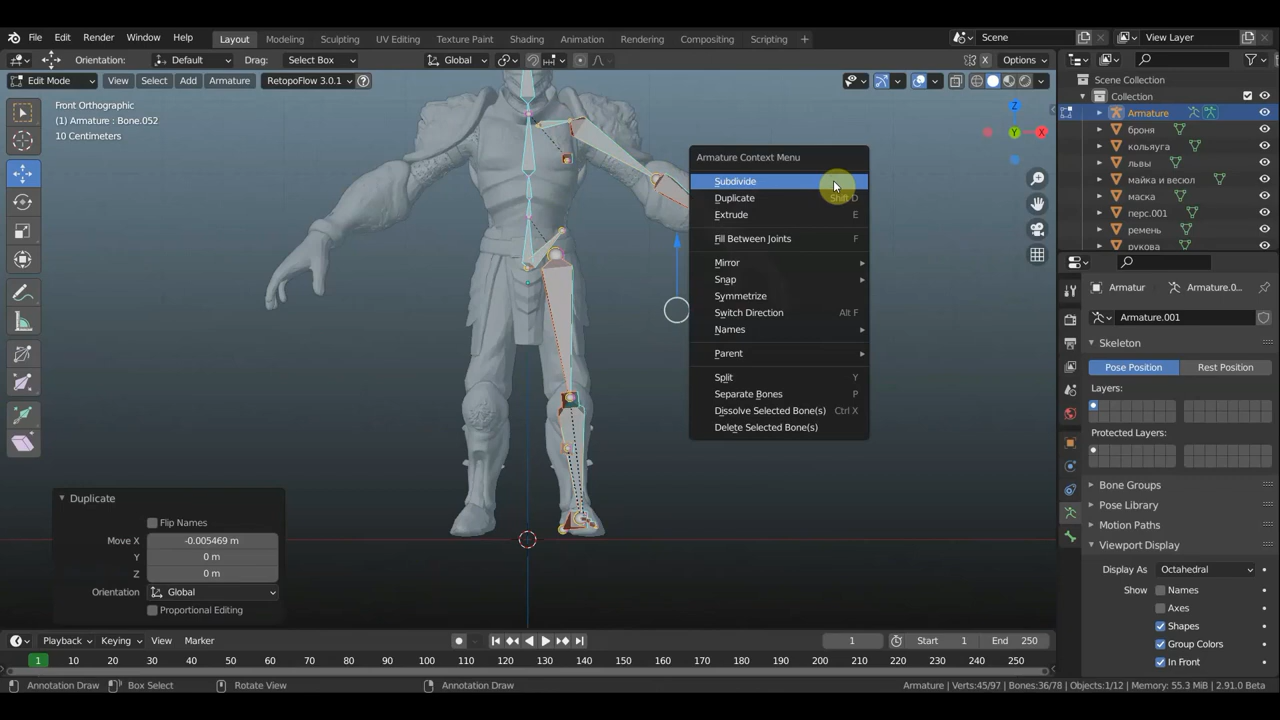 File Edit Render Window Help Layout Modeling Sculpting UV Editing Texture Paint Shading Animation Rendering Compositing Scripting + Scene View Layer
Orientation: Default Drag: Select Box Global X Options
Edit Mode View Select Add Armature RetopoFlow 3.0.1 ?
Front Orthographic
(1) Armature : Bone.052
10 Centimeters
Z
Y
X
Armature Context Menu
Subdivide
Duplicate Shift D
Extrude E
Fill Between Joints F
Mirror
Snap
Symmetrize
Switch Direction Alt F
Names
Parent
Split Y
Separate Bones P
Dissolve Selected Bone(s) Ctrl X
Delete Selected Bone(s)
Duplicate
Flip Names
Move X -0.005469 m
Y 0 m
Z 0 m
Orientation Global
Proportional Editing
Scene Collection
Collection
Armature
броня
кольяуга
львы
майка и весюл
маска
перс.001
ремень
рукова
Armatur Armature.0...
Armature.001
Skeleton
Pose Position Rest Position
Layers:
Protected Layers:
Bone Groups
Pose Library
Motion Paths
Viewport Display
Display As Octahedral
Show Names
Axes
Shapes
Group Colors
In Front
Playback Keying View Marker 1 Start 1 End 250
1 10 20 30 40 50 60 70 80 90 100 110 120 130 140 150 160 170 180 190 200 210 220 230 240 250
Annotation Draw Box Select Rotate View Annotation Draw Armature | Verts:45/97 | Bones:36/78 | Objects:1/12 | Memory: 55.3 MiB | 2.91.0 Beta